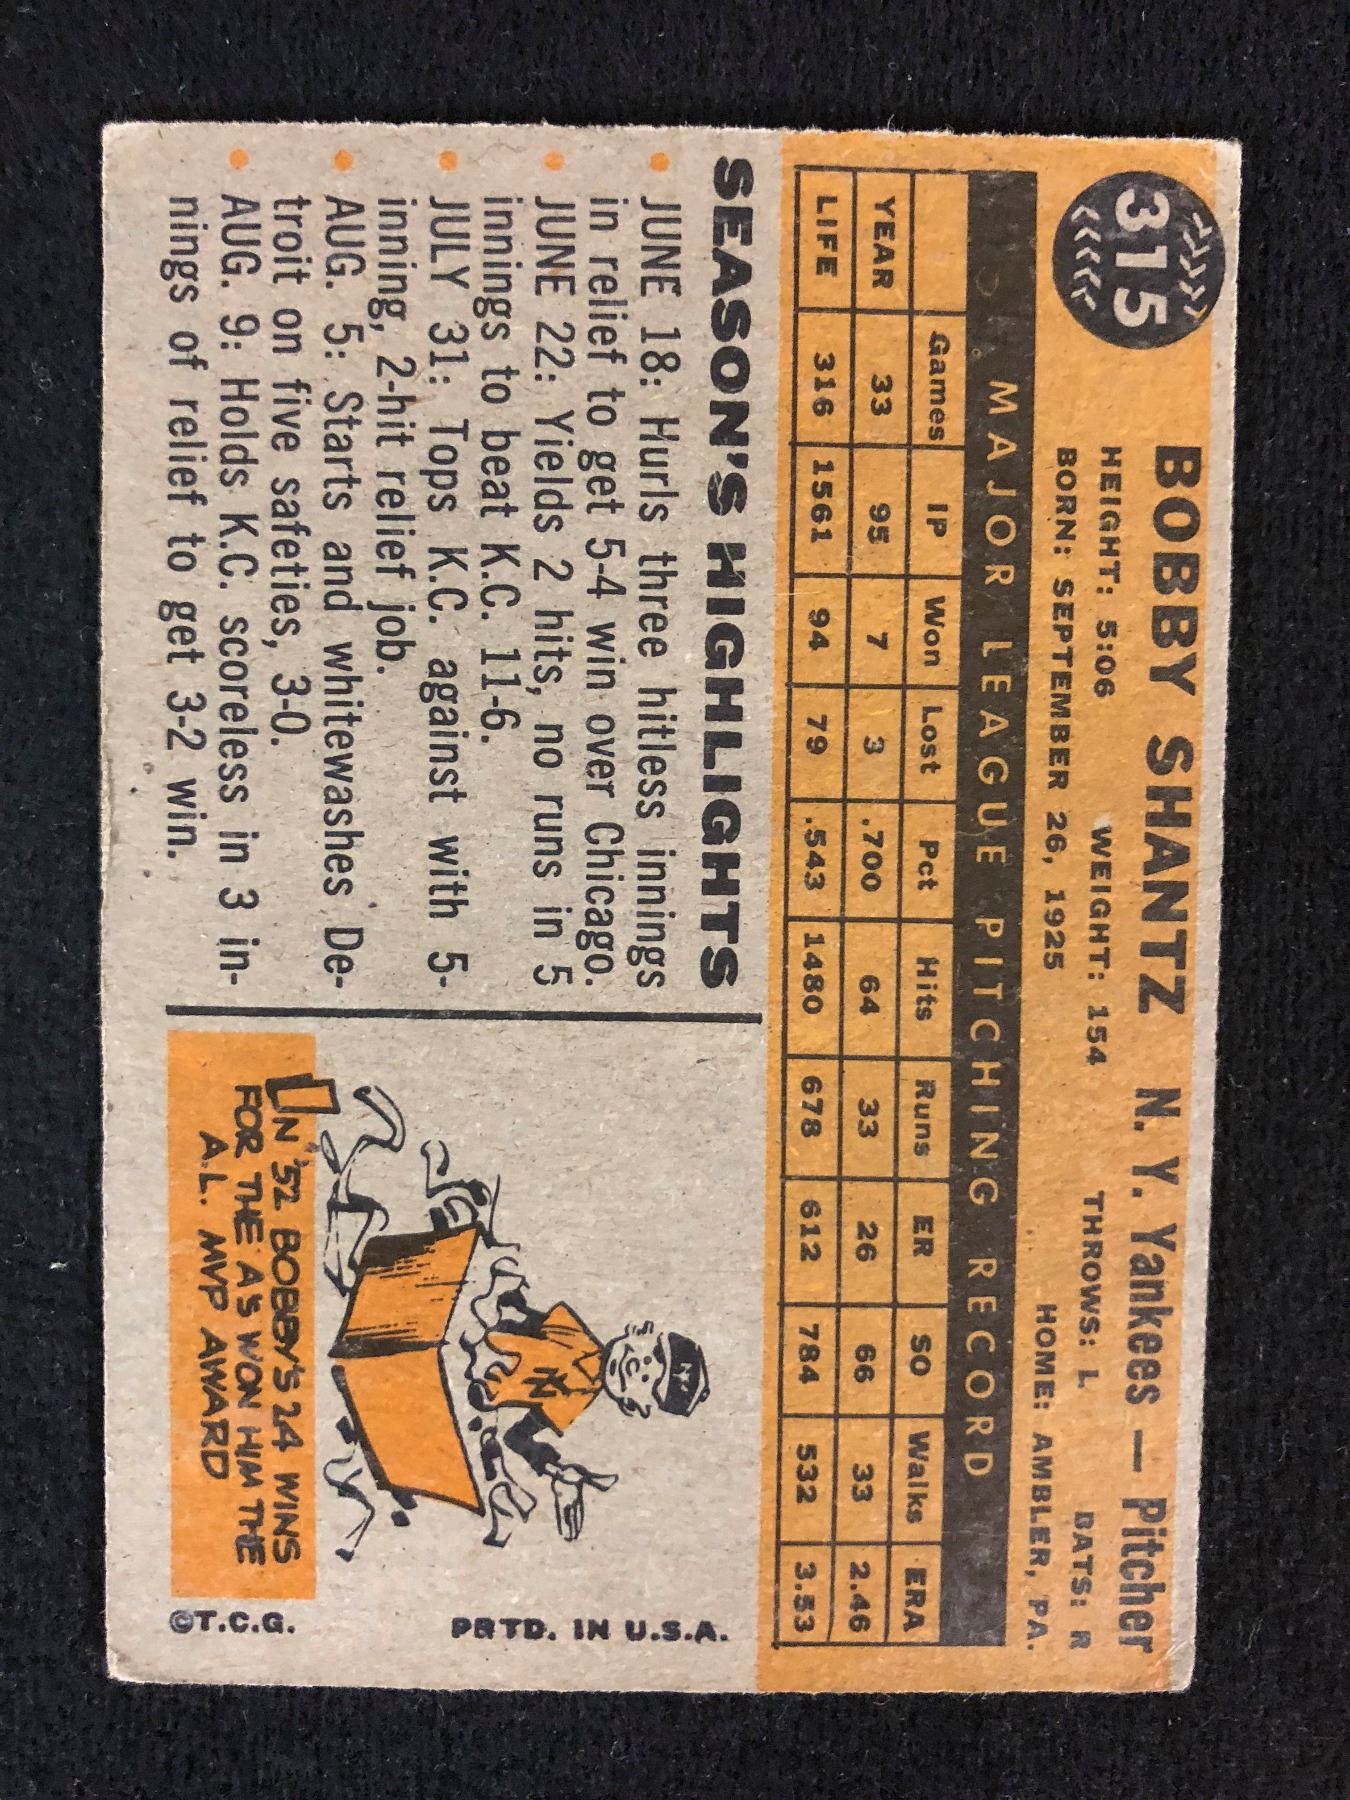 315
BOBBY SHANTZ N. Y. Yankees — Pitcher
HEIGHT: 5:06 WEIGHT: 154 THROWS: L BATS: R
BORN: SEPTEMBER 26, 1925 HOME: AMBLER, PA.
MAJOR LEAGUE PITCHING RECORD
Games IP Won Lost Pct Hits Runs ER SO Walks ERA
YEAR 33 95 7 3 .700 64 33 26 66 33 2.46
LIFE 316 1561 94 79 .543 1480 678 612 784 532 3.53
SEASON'S HIGHLIGHTS
• JUNE 18: Hurls three hitless innings
in relief to get 5-4 win over Chicago.
• JUNE 22: Yields 2 hits, no runs in 5
innings to beat K.C. 11-6.
• JULY 31: Tops K.C. against with 5-
inning, 2-hit relief job.
• AUG. 5: Starts and whitewashes De-
troit on five safeties, 3-0.
• AUG. 9: Holds K.C. scoreless in 3 in-
nings of relief to get 3-2 win.
NY
NY
IN '52 BOBBY'S 24 WINS
FOR THE A'S WON HIM THE
A.L. MVP AWARD
PRTD. IN U.S.A.
©T.C.G.